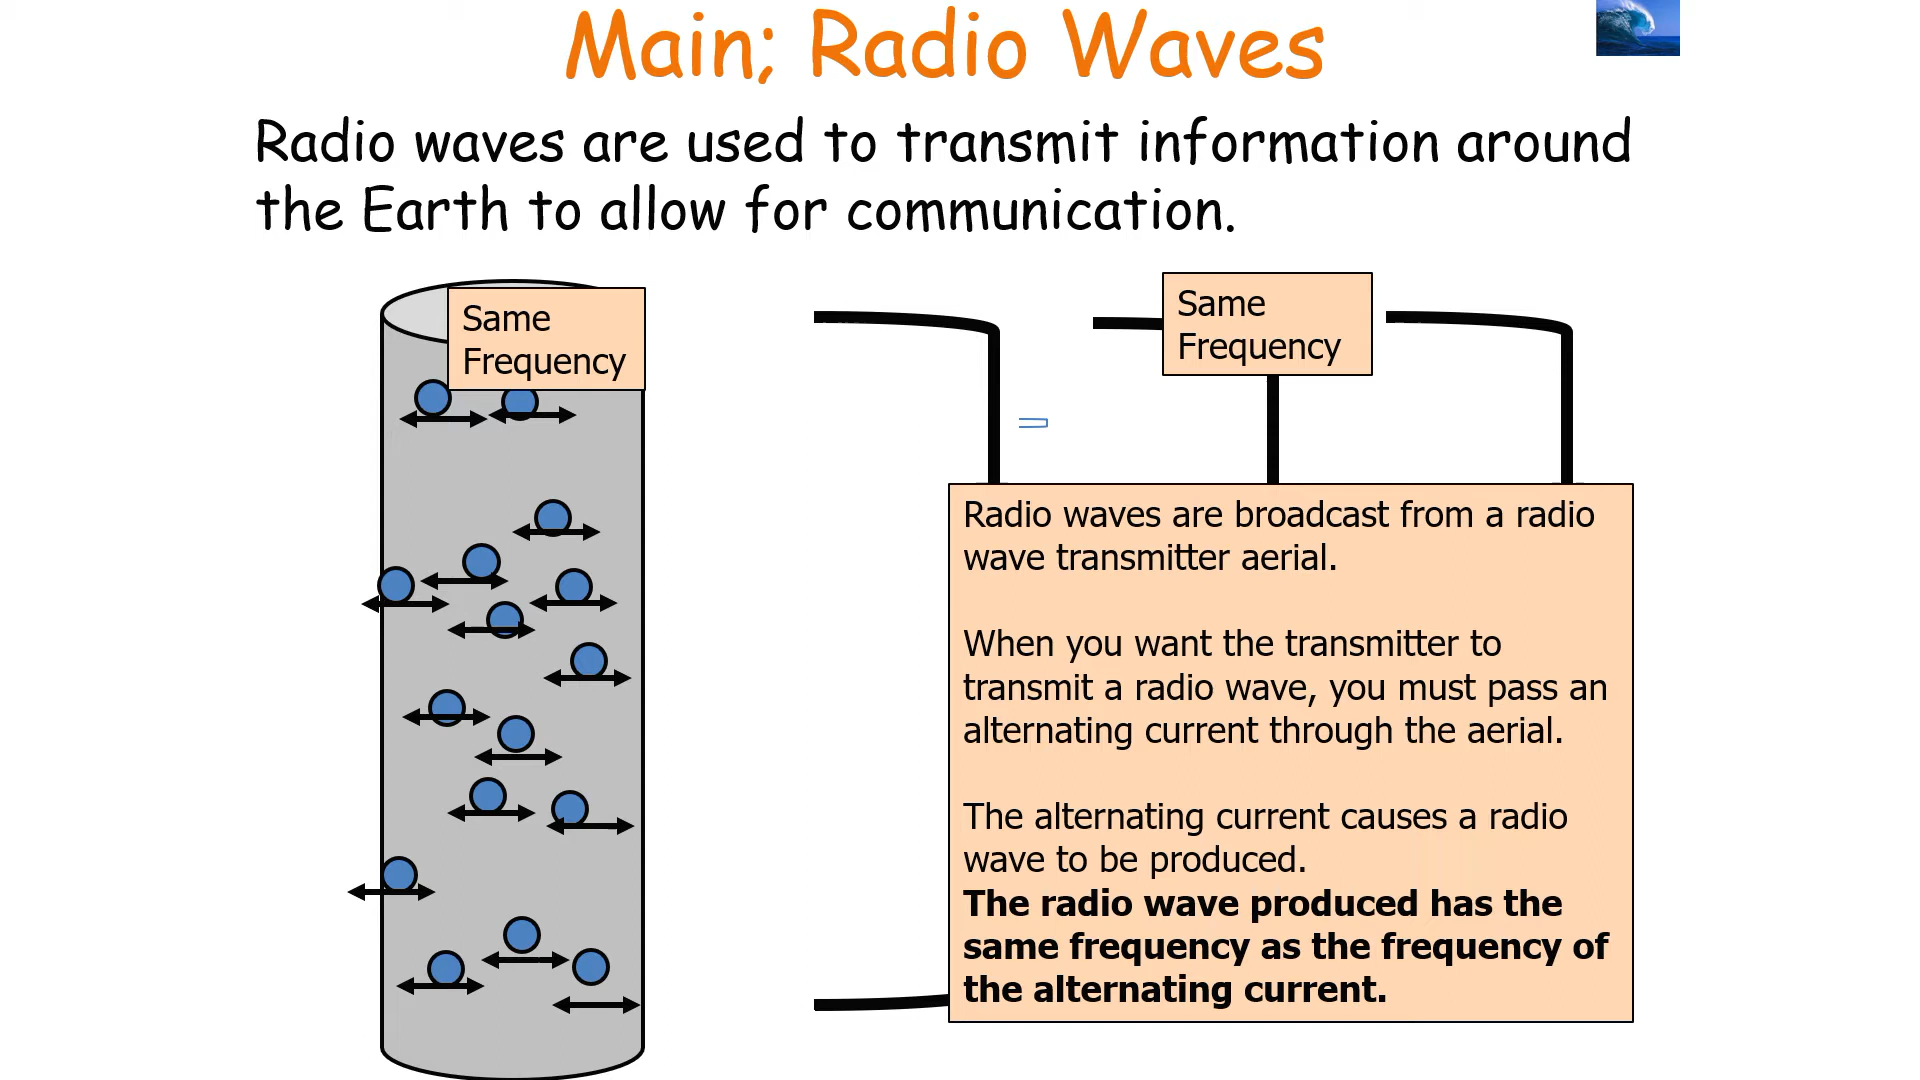 Main; Radio Waves
Radio waves are used to transmit information around
the Earth to allow for communication.
Same
Frequency
Same
Frequency
Radio waves are broadcast from a radio
wave transmitter aerial.
When you want the transmitter to
transmit a radio wave, you must pass an
alternating current through the aerial.
The alternating current causes a radio
wave to be produced.
The radio wave produced has the
same frequency as the frequency of
the alternating current.